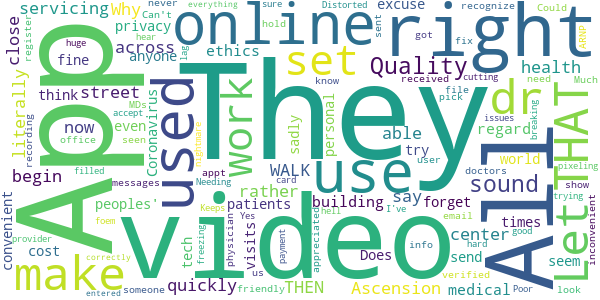 servicing
Why
Can't
never
excuse
recognize
everything
register
privacy
hear
online
hold
right
sure
Distorted
lag
close
huge
across
ethics
sent
got
fix
Could
ARNP
fine
anyone
set
Quality
health
literally
think
street
They
know
received
cutting
need
Much
App
now
used
work
personal
dr
file
pick
All
THAT
recording
MDs
accept
even
Coronavirus
sadly
able
regard
issues
breaking
office
seen
try
user
world
begin
filled
nightmare
WALK
use
doctors
pixeling
messages
appt
card
say
sound
show
trying
peoples'
rather
building
forget
Let
convenient
make
video
Needing
patients
times
Yes
hell
I've
email
center
good
inconvenient
provider
foem
Keeps
physician
visits
payment
appreciated
Does
info
hard
seem
cost
tech
freezing
us
send
correctly
quickly
friendly
THEN
Ascension
verified
medical
Poor
look
entered
someone